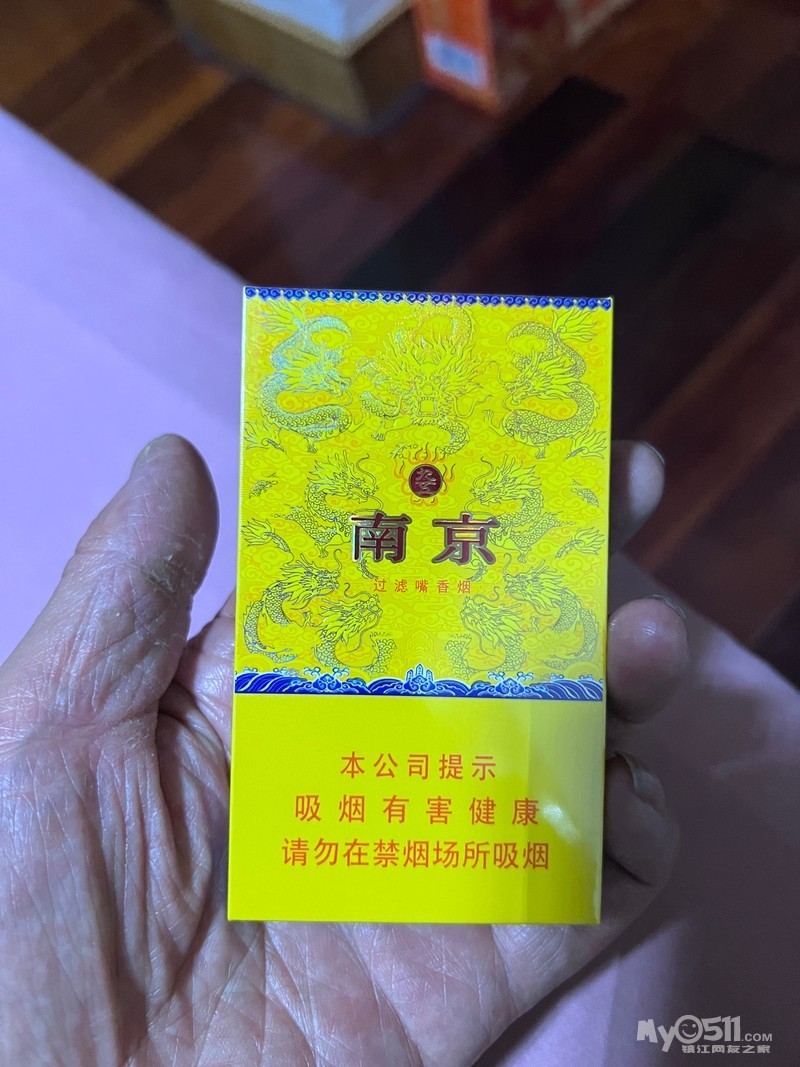 南京
过滤嘴香烟
本公司提示
吸烟有害健康
请勿在禁烟场所吸烟
My0511.COM
镇江网友之家